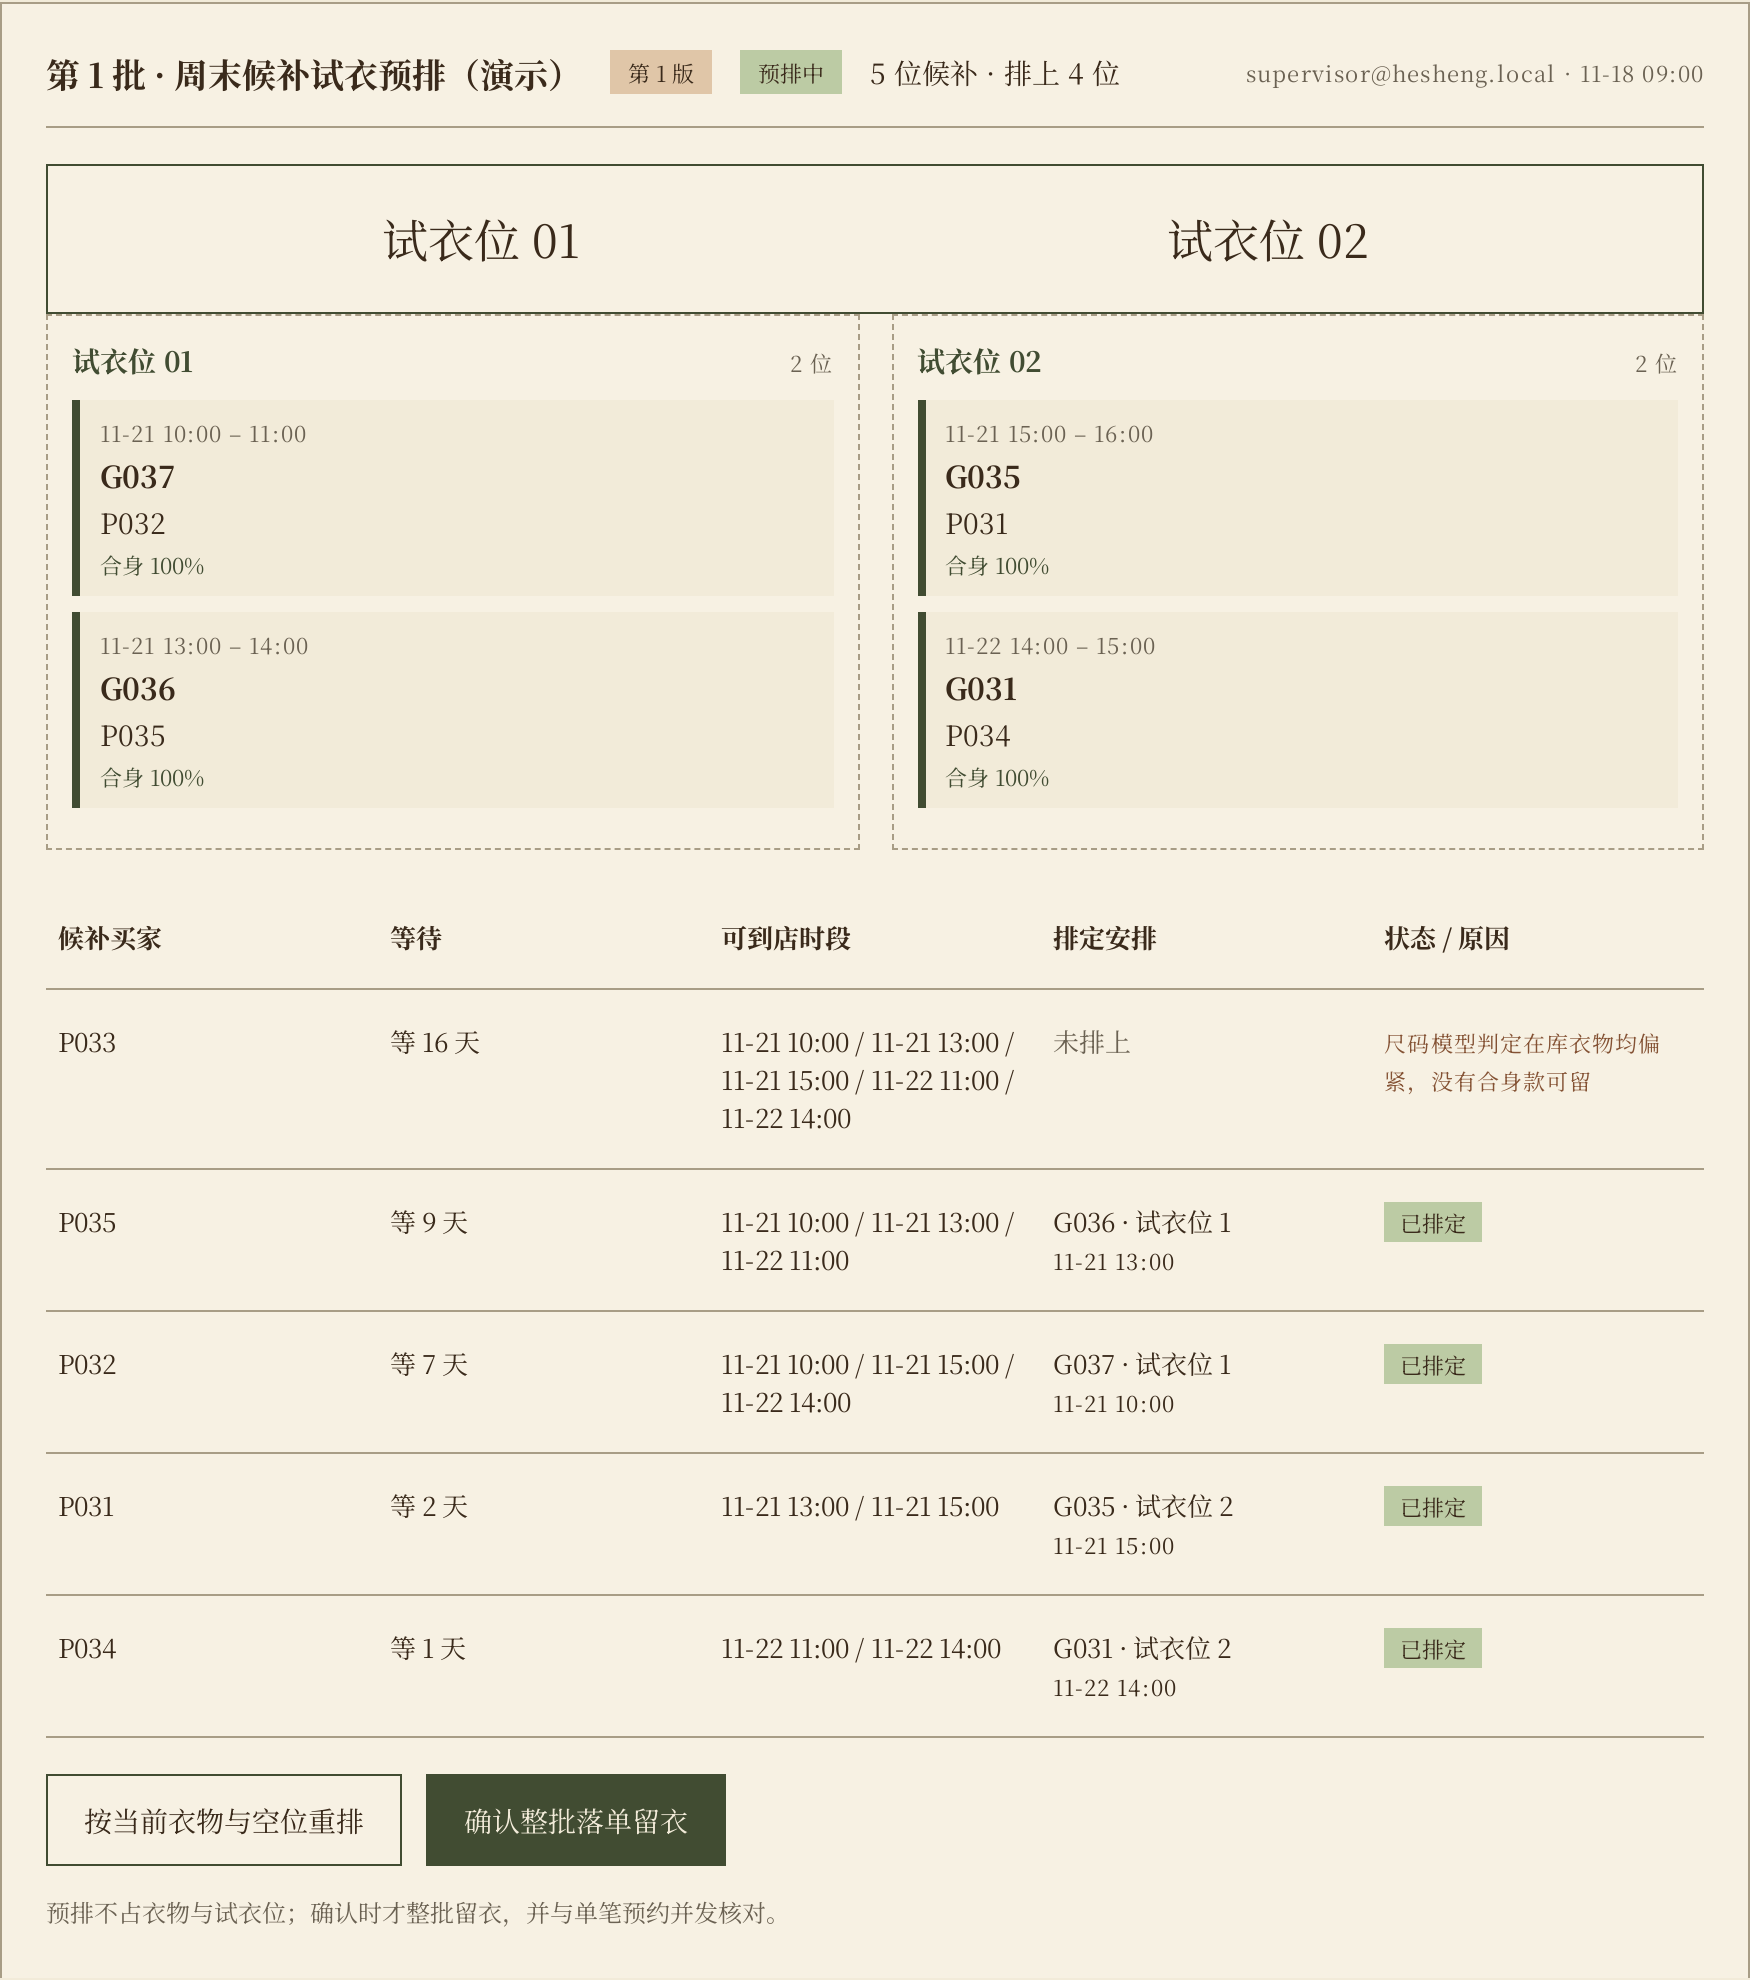 第 1 批 · 周末候补试衣预排（演示） 第 1 版 预排中 5 位候补 · 排上 4 位 supervisor@hesheng.local · 11-18 09:00
试衣位 01 试衣位 02
试衣位 01 2 位
11-21 10:00 – 11:00
G037
P032
合身 100%
11-21 13:00 – 14:00
G036
P035
合身 100%
试衣位 02 2 位
11-21 15:00 – 16:00
G035
P031
合身 100%
11-22 14:00 – 15:00
G031
P034
合身 100%
候补买家 等待 可到店时段 排定安排 状态 / 原因
P033 等 16 天 11-21 10:00 / 11-21 13:00 / 未排上 尺码模型判定在库衣物均偏
11-21 15:00 / 11-22 11:00 / 紧，没有合身款可留
11-22 14:00
P035 等 9 天 11-21 10:00 / 11-21 13:00 / G036 · 试衣位 1 已排定
11-22 11:00 11-21 13:00
P032 等 7 天 11-21 10:00 / 11-21 15:00 / G037 · 试衣位 1 已排定
11-22 14:00 11-21 10:00
P031 等 2 天 11-21 13:00 / 11-21 15:00 G035 · 试衣位 2 已排定
11-21 15:00
P034 等 1 天 11-22 11:00 / 11-22 14:00 G031 · 试衣位 2 已排定
11-22 14:00
按当前衣物与空位重排 确认整批落单留衣
预排不占衣物与试衣位；确认时才整批留衣，并与单笔预约并发核对。